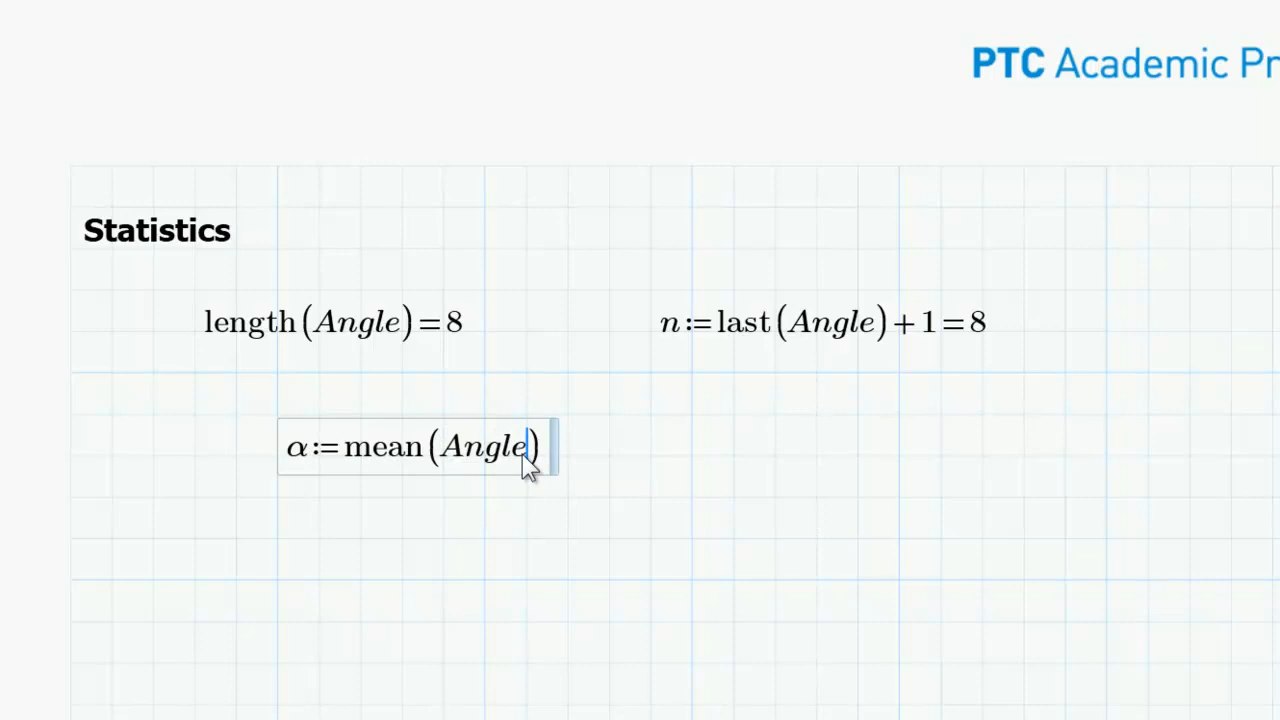 PTC Academic Pr
Statistics
length(Angle)=8
n:=last(Angle)+1=8
α:=mean(Angle)